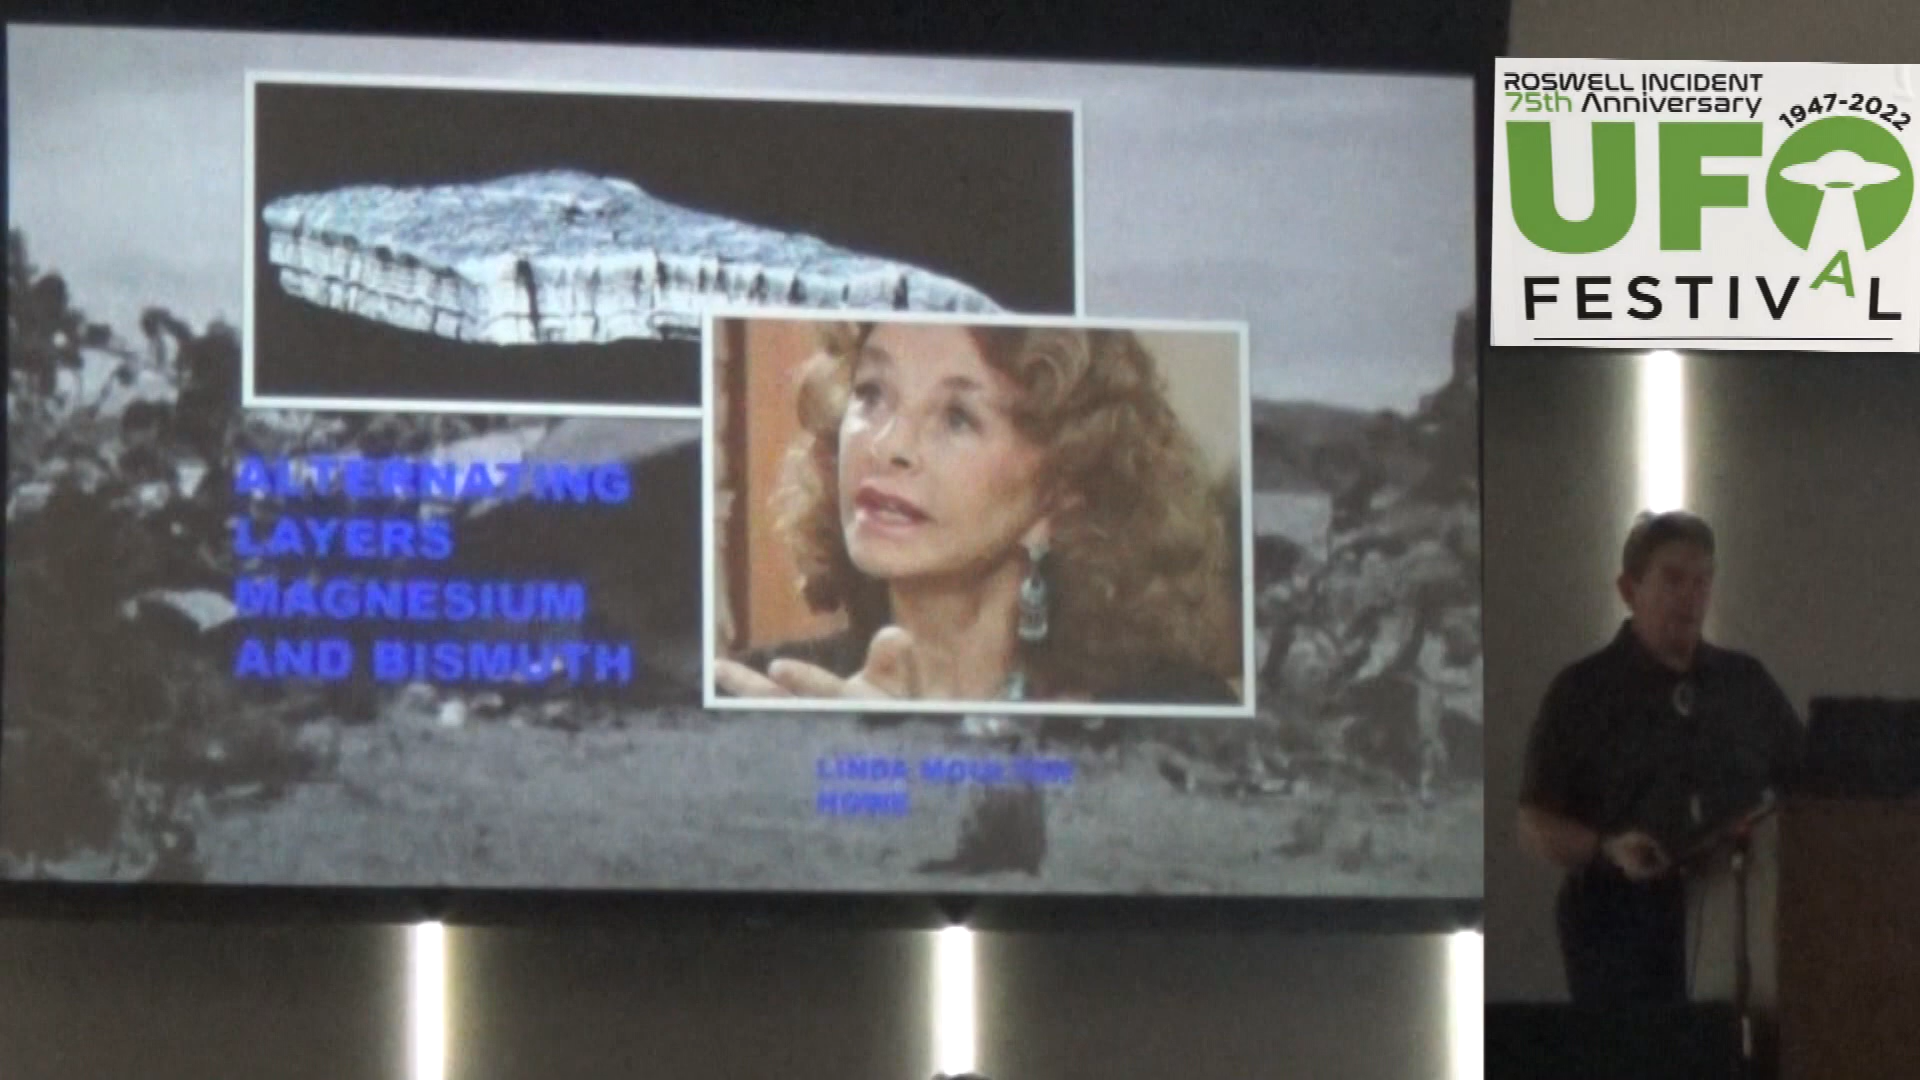 ALTERNATING
LAYERS
MAGNESIUM
AND BISMUTH
LINDA MOULTON
HOWE
ROSWELL INCIDENT
75th Anniversary
1947-2022
UFO
FESTIVAL